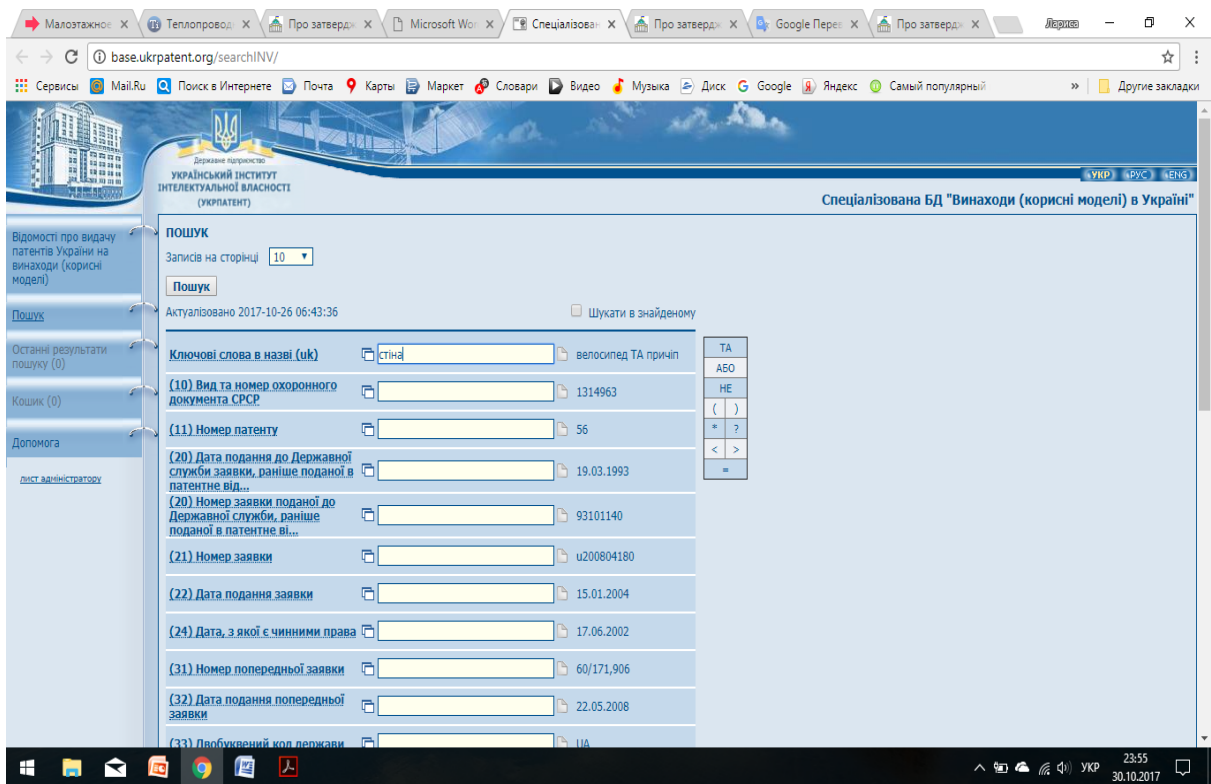 Малоэтажное
Теплопровод
Про затвердж
Microsoft Wor
Спеціалізован
Про затвердж
Google Перев
Про затвердж
Лариса
base.ukrpatent.org/searchINV/
Сервисы Mail.Ru Поиск в Интернете Почта Карты Маркет Словари Видео Музыка Диск Google Яндекс Самый популярный » Другие закладки
Державне підприємство
УКРАЇНСЬКИЙ ІНСТИТУТ
ІНТЕЛЕКТУАЛЬНОЇ ВЛАСНОСТІ
(УКРПАТЕНТ)
УКР РУС ENG
Спеціалізована БД "Винаходи (корисні моделі) в Україні"
Відомості про видачу
патентів України на
винаходи (корисні
моделі)
Пошук
Останні результати
пошуку (0)
Кошик (0)
Допомога
лист адміністратору
ПОШУК
Записів на сторінці 10
Пошук
Актуалізовано 2017-10-26 06:43:36 Шукати в знайденому
Ключові слова в назві (uk) стіна велосипед ТА причіп
(10) Вид та номер охоронного
документа СРСР 1314963
(11) Номер патенту 56
(20) Дата подання до Державної
служби заявки, раніше поданої в
патентне від... 19.03.1993
(20) Номер заявки поданої до
Державної служби, раніше
поданої в патентне ві... 93101140
(21) Номер заявки u200804180
(22) Дата подання заявки 15.01.2004
(24) Дата, з якої є чинними права 17.06.2002
(31) Номер попередньої заявки 60/171,906
(32) Дата подання попередньої
заявки 22.05.2008
(33) Двобуквений код держави UA
ТА
АБО
НЕ
( )
* ?
< >
=
УКР
23:55
30.10.2017